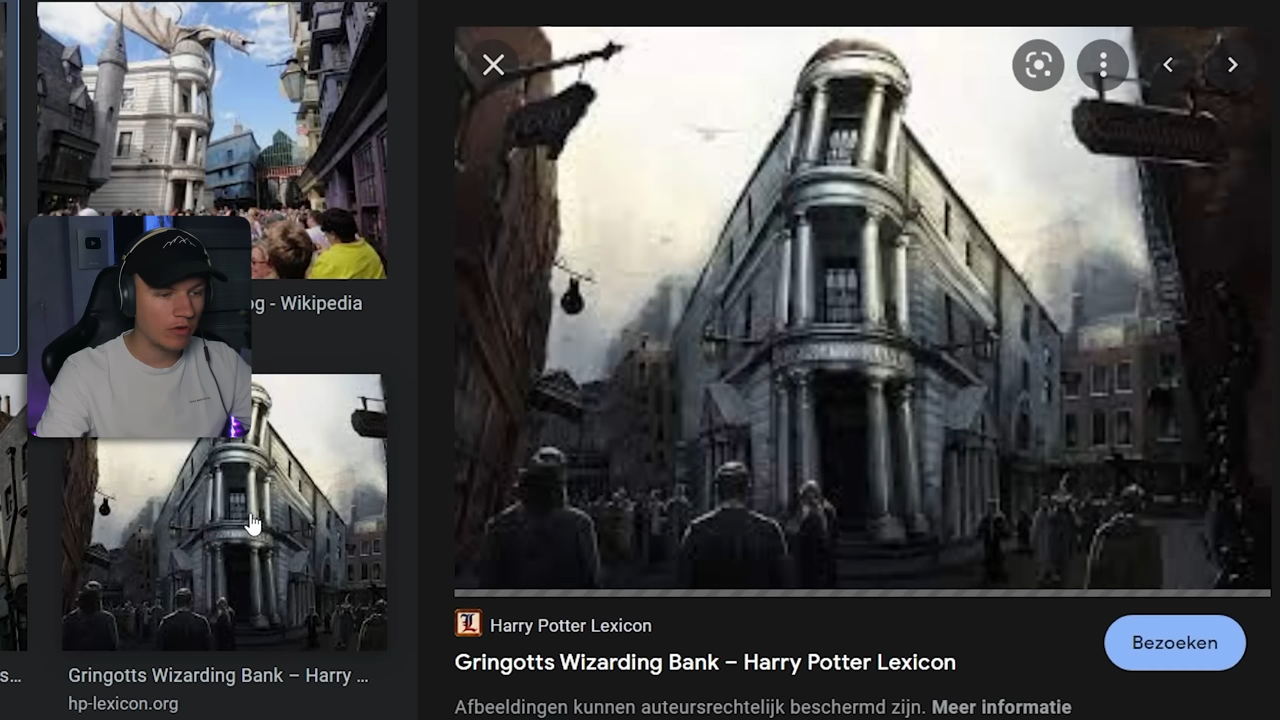 og - Wikipedia
s...
Gringotts Wizarding Bank – Harry ...
hp-lexicon.org
Harry Potter Lexicon
Gringotts Wizarding Bank – Harry Potter Lexicon
Bezoeken
Afbeeldingen kunnen auteursrechtelijk beschermd zijn. Meer informatie